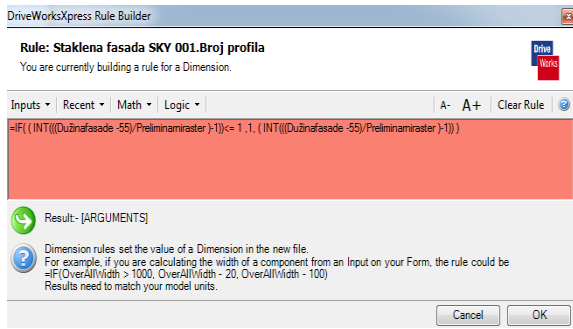 DriveWorksXpress Rule Builder
Rule: Staklena fasada SKY 001.Broj profila
You are currently building a rule for a Dimension.
Drive
Works
Inputs Recent Math Logic A- A+ Clear Rule
=IF( ( INT(((Dužinafasade -55)/Preliminarniraster )-1))<= 1 ,1, ( INT(((Dužinafasade -55)/Preliminarniraster )-1)) )
Result:- [ARGUMENTS]
Dimension rules set the value of a Dimension in the new file.
For example, if you are calculating the width of a component from an Input on your Form, the rule could be
=IF(OverAllWidth > 1000, OverAllWidth - 20, OverAllWidth - 100)
Results need to match your model units.
Cancel OK